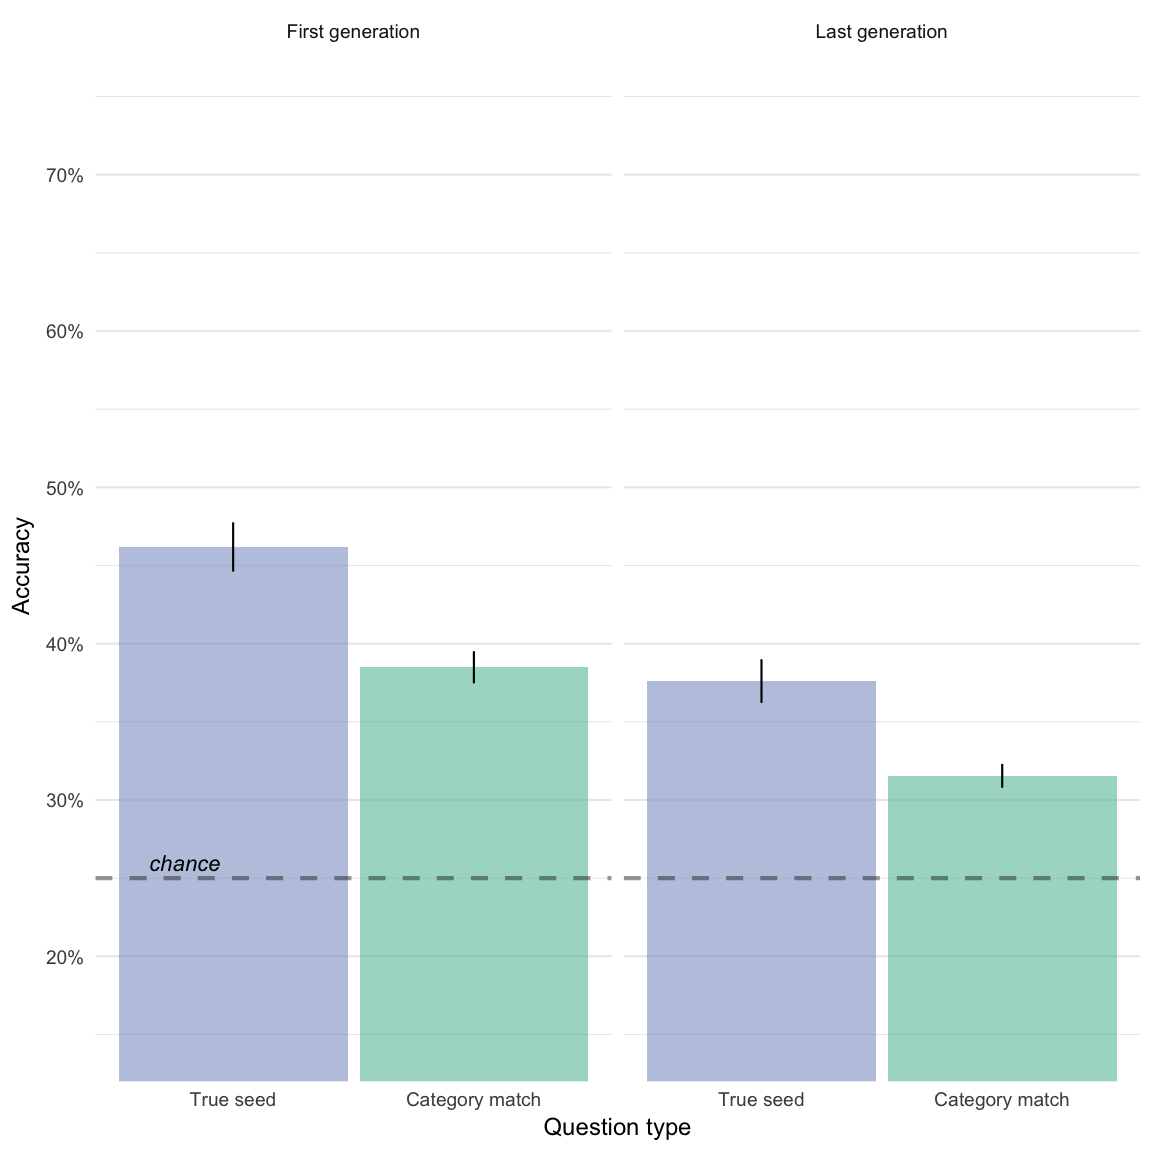 First generation
Last generation
70%
60%
50%
40%
30%
20%
Accuracy
chance
True seed
Category match
True seed
Category match
Question type